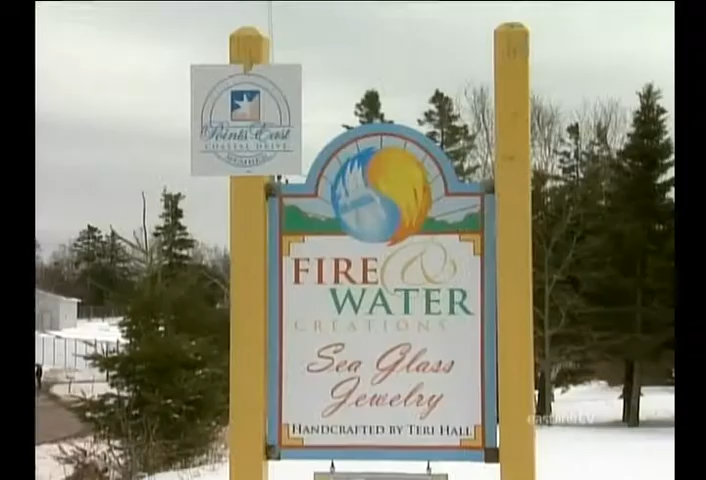 Points East
COASTAL DRIVE
MEMBER
FIRE &
WATER
CREATIONS
Sea Glass
Jewelry
HANDCRAFTED BY TERI HALL